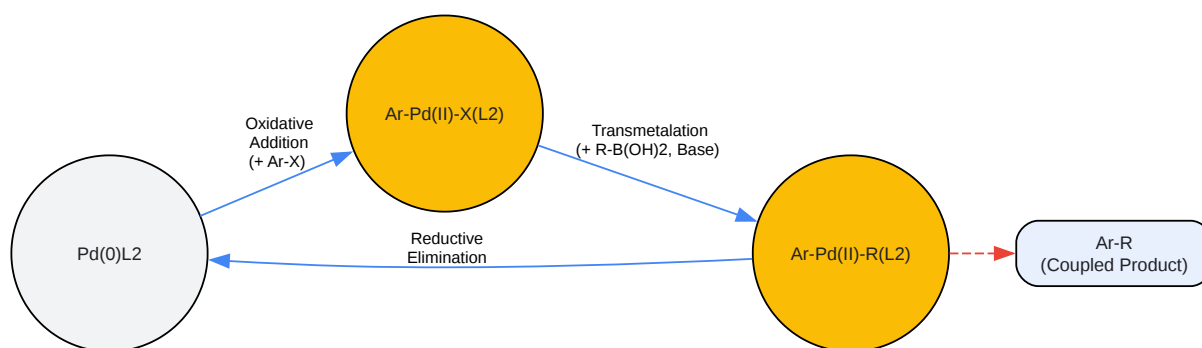 Pd(0)L2
Oxidative
Addition
(+ Ar-X)
Ar-Pd(II)-X(L2)
Transmetalation
(+ R-B(OH)2, Base)
Reductive
Elimination
Ar-Pd(II)-R(L2)
Ar-R
(Coupled Product)